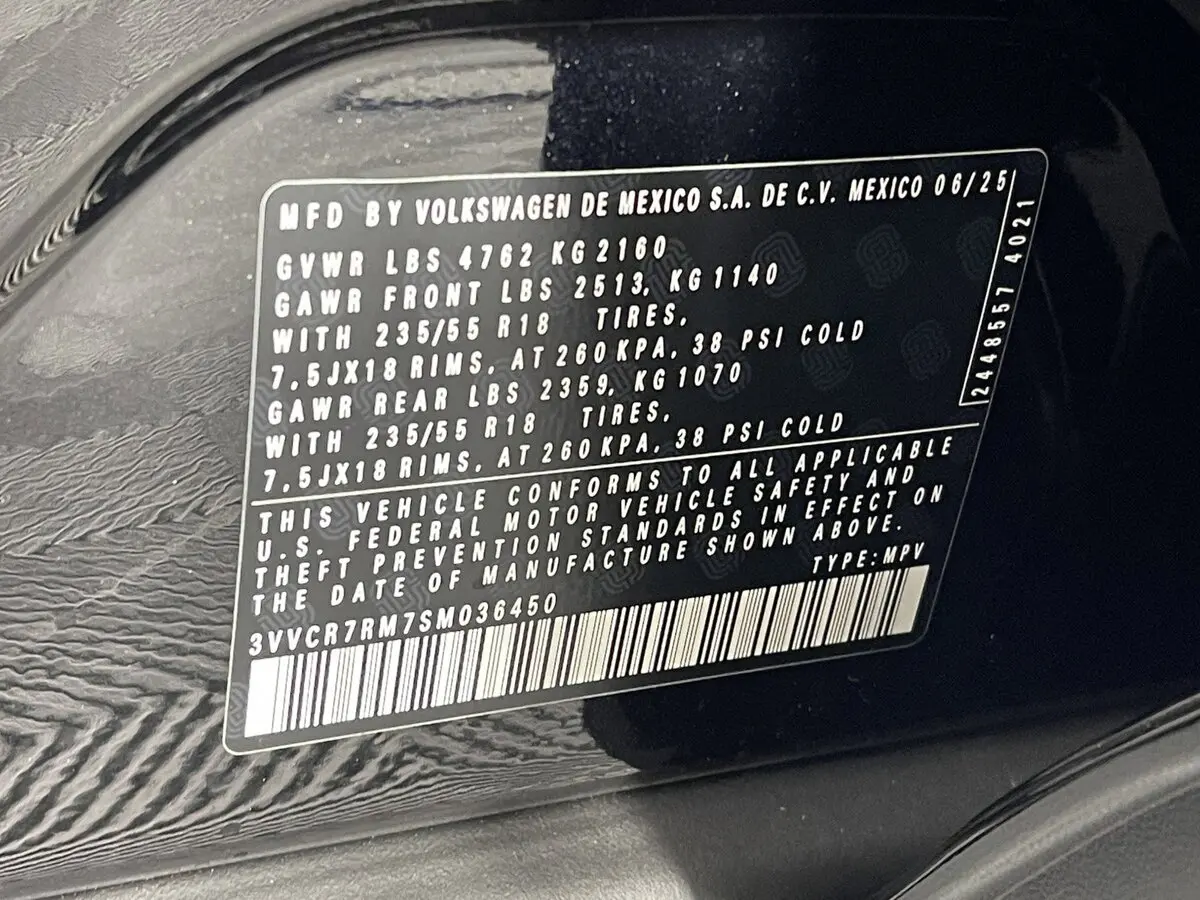 MFD BY VOLKSWAGEN DE MEXICO S.A. DE C.V. MEXICO 06/25
GVWR LBS 4762 KG 2160
GAWR FRONT LBS 2513, KG 1140
WITH 235/55 R18 TIRES,
7,5JX18 RIMS, AT 260 KPA, 38 PSI COLD
GAWR REAR LBS 2359, KG 1070
WITH 235/55 R18 TIRES,
7,5JX18 RIMS, AT 260 KPA, 38 PSI COLD
2448557 4021
THIS VEHICLE CONFORMS TO ALL APPLICABLE
U.S. FEDERAL MOTOR VEHICLE SAFETY AND
THEFT PREVENTION STANDARDS IN EFFECT ON
THE DATE OF MANUFACTURE SHOWN ABOVE.
TYPE: MPV
3VVCR7RM7SM036450